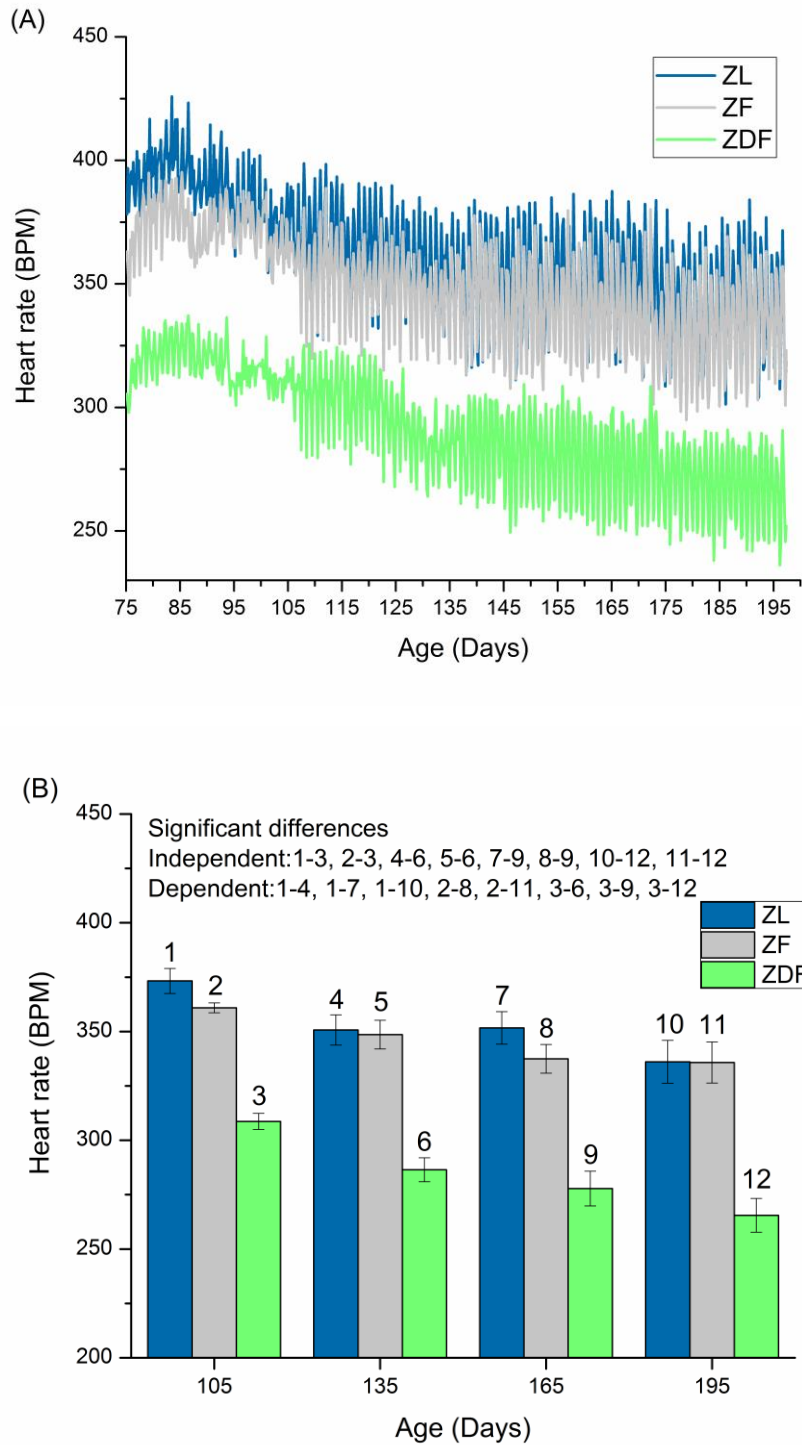 (A)
450
400
350
300
250
Heart rate (BPM)
ZL
ZF
ZDF
75 85 95 105 115 125 135 145 155 165 175 185 195
Age (Days)
(B)
450
400
350
300
250
200
Heart rate (BPM)
Significant differences
Independent:1-3, 2-3, 4-6, 5-6, 7-9, 8-9, 10-12, 11-12
Dependent:1-4, 1-7, 1-10, 2-8, 2-11, 3-6, 3-9, 3-12
ZL
ZF
ZDF
1 2 3 4 5 6 7 8 9 10 11 12
105 135 165 195
Age (Days)